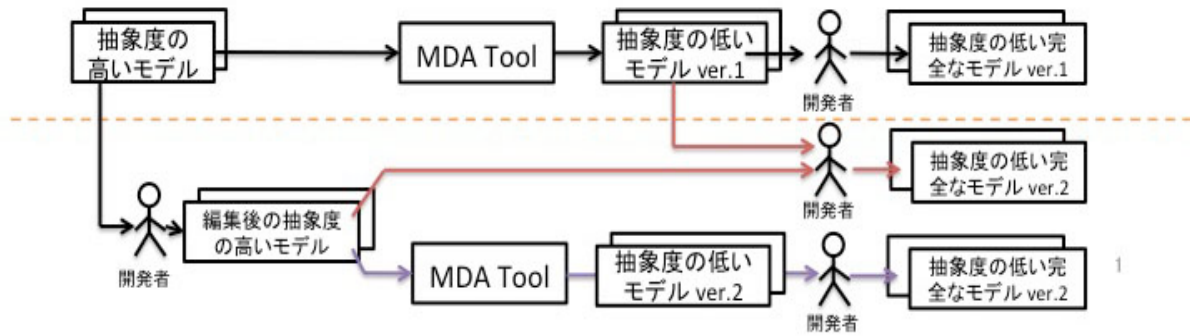 抽象度の
高いモデル
MDA Tool
抽象度の低い
モデル ver.1
開発者
抽象度の低い完
全なモデル ver.1
開発者
抽象度の低い完
全なモデル ver.2
開発者
編集後の抽象度
の高いモデル
MDA Tool
抽象度の低い
モデル ver.2
開発者
抽象度の低い完
全なモデル ver.2
1